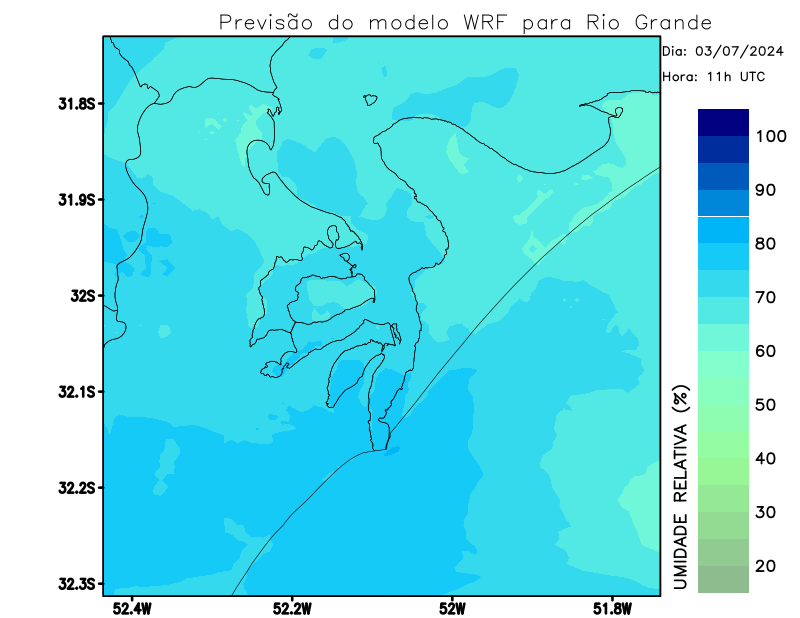 Previsão do modelo WRF para Rio Grande
Dia: 03/07/2024
Hora: 11h UTC
31.8S
31.9S
32S
32.1S
32.2S
32.3S
52.4W
52.2W
52W
51.8W
100
90
80
70
60
50
40
30
20
UMIDADE RELATIVA (%)